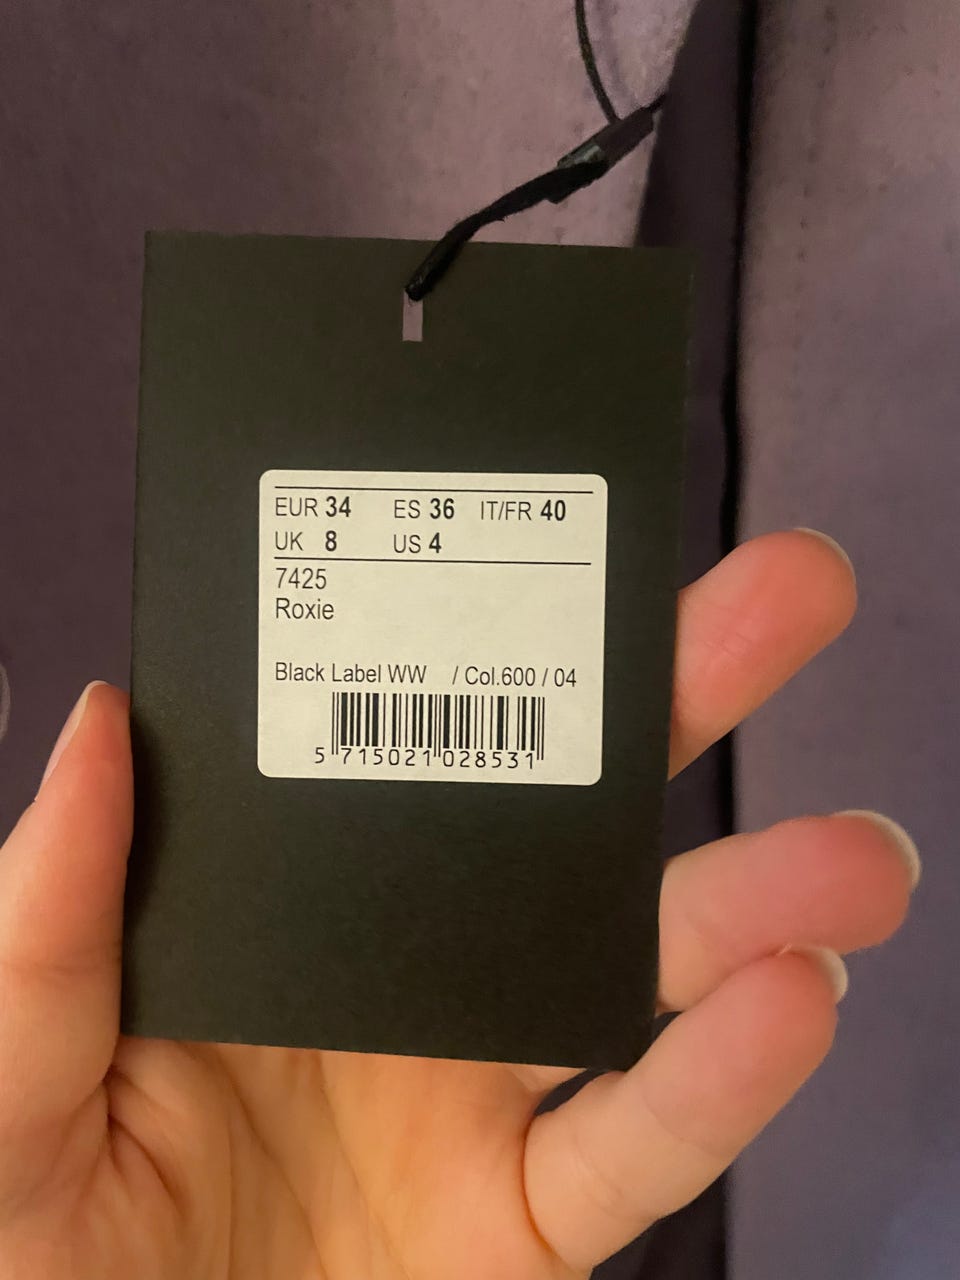 EUR 34 ES 36 IT/FR 40
UK 8 US 4
7425
Roxie
Black Label WW / Col.600 / 04
5 715021 028531